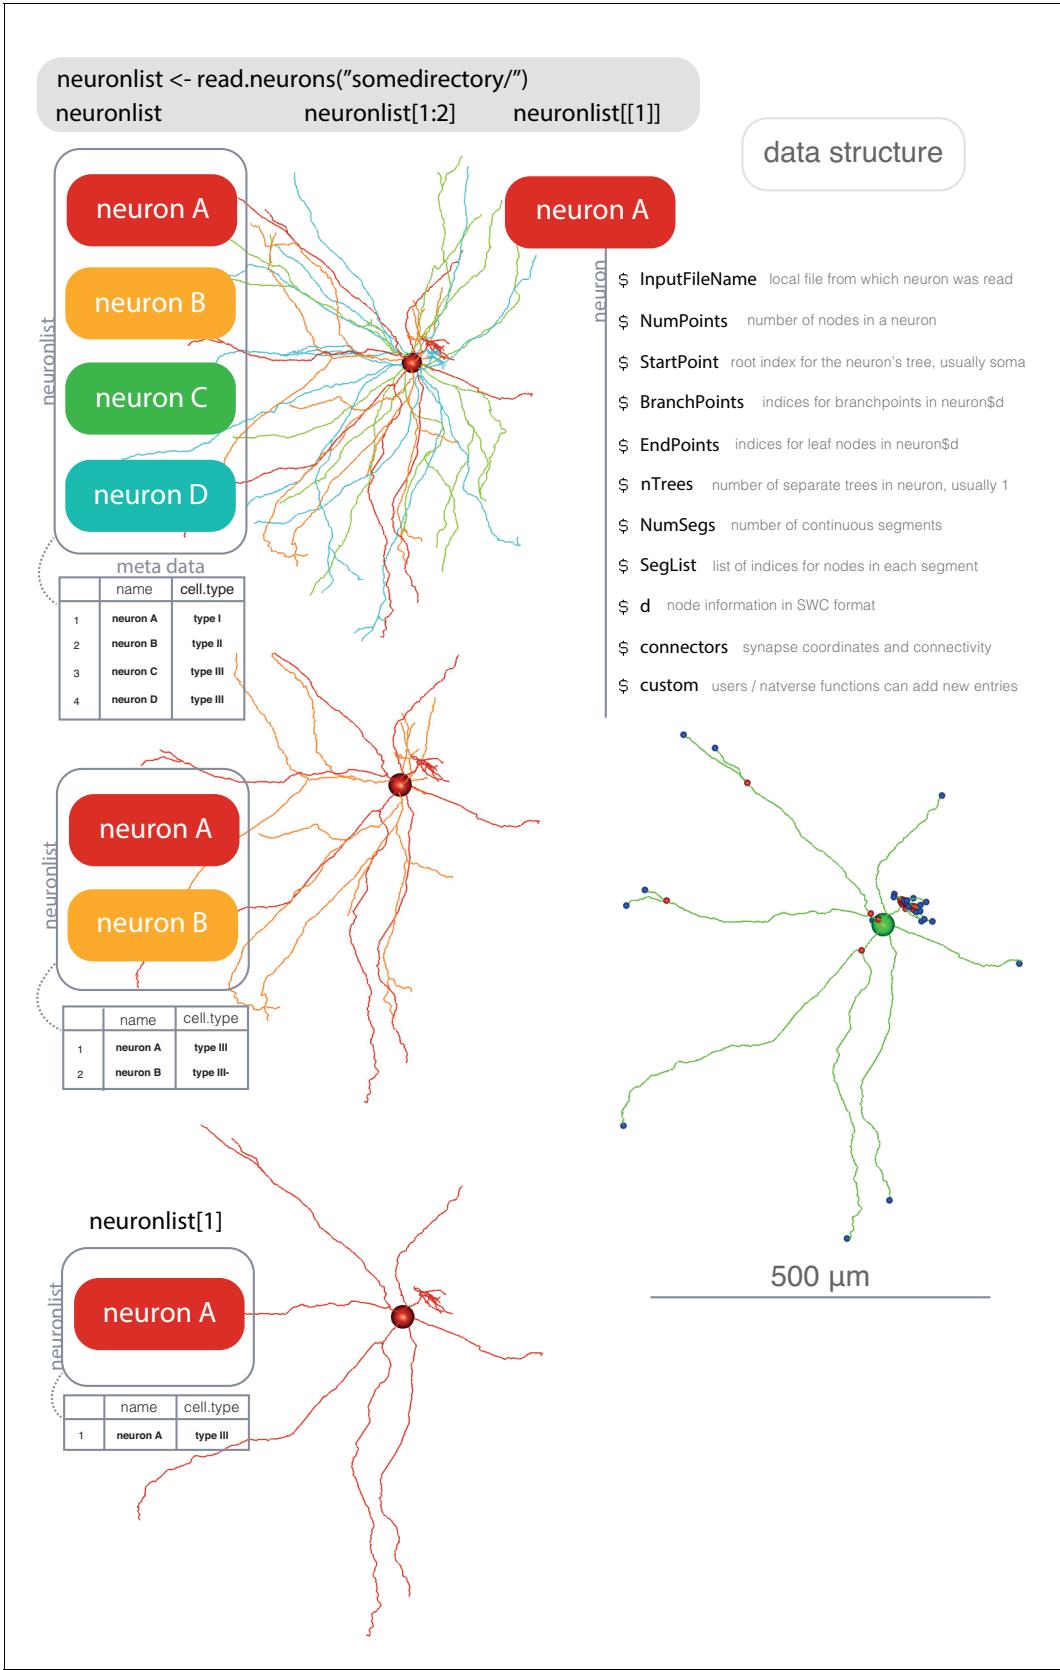 neuronlist <- read.neurons("somedirectory/")
neuronlist neuronlist[1:2] neuronlist[[1]]
data structure
neuronlist
neuron A
neuron B
neuron C
neuron D
meta data
name cell.type
1 neuron A type I
2 neuron B type II
3 neuron C type III
4 neuron D type III
neuron A
neuron
$ InputFileName local file from which neuron was read
$ NumPoints number of nodes in a neuron
$ StartPoint root index for the neuron's tree, usually soma
$ BranchPoints indices for branchpoints in neuron$d
$ EndPoints indices for leaf nodes in neuron$d
$ nTrees number of separate trees in neuron, usually 1
$ NumSegs number of continuous segments
$ SegList list of indices for nodes in each segment
$ d node information in SWC format
$ connectors synapse coordinates and connectivity
$ custom users / natverse functions can add new entries
neuronlist
neuron A
neuron B
name cell.type
1 neuron A type III
2 neuron B type III-
500 µm
neuronlist[1]
neuronlist
neuron A
name cell.type
1 neuron A type III